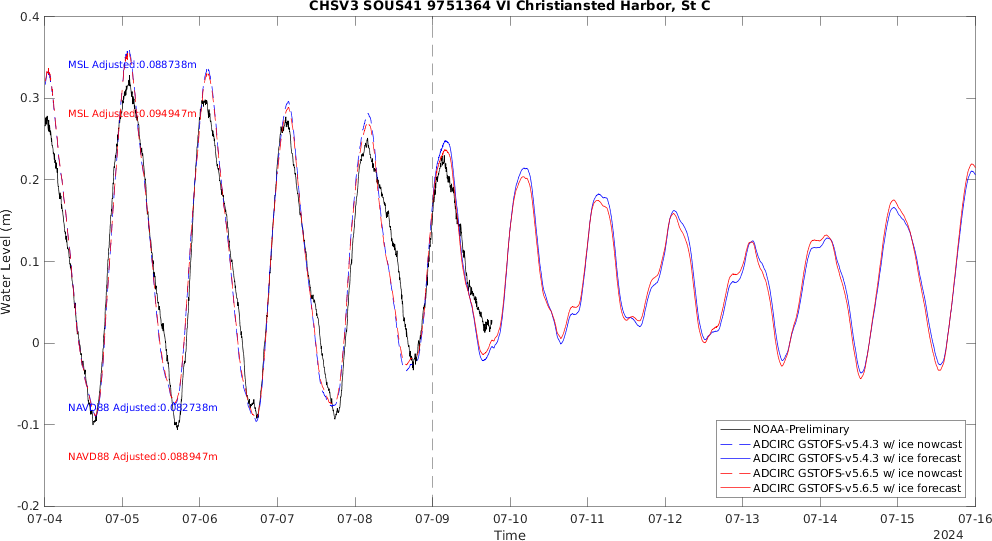 CHSV3 SOUS41 9751364 VI Christiansted Harbor, St C
0.4
0.3
0.2
0.1
0
-0.1
-0.2
Water Level (m)
MSL Adjusted:0.088738m
MSL Adjusted:0.094947m
NAVD88 Adjusted:0.082738m
NAVD88 Adjusted:0.088947m
NOAA-Preliminary
ADCIRC GSTOFS-v5.4.3 w/ ice nowcast
ADCIRC GSTOFS-v5.4.3 w/ ice forecast
ADCIRC GSTOFS-v5.6.5 w/ ice nowcast
ADCIRC GSTOFS-v5.6.5 w/ ice forecast
07-04 07-05 07-06 07-07 07-08 07-09 07-10 07-11 07-12 07-13 07-14 07-15 07-16
Time
2024